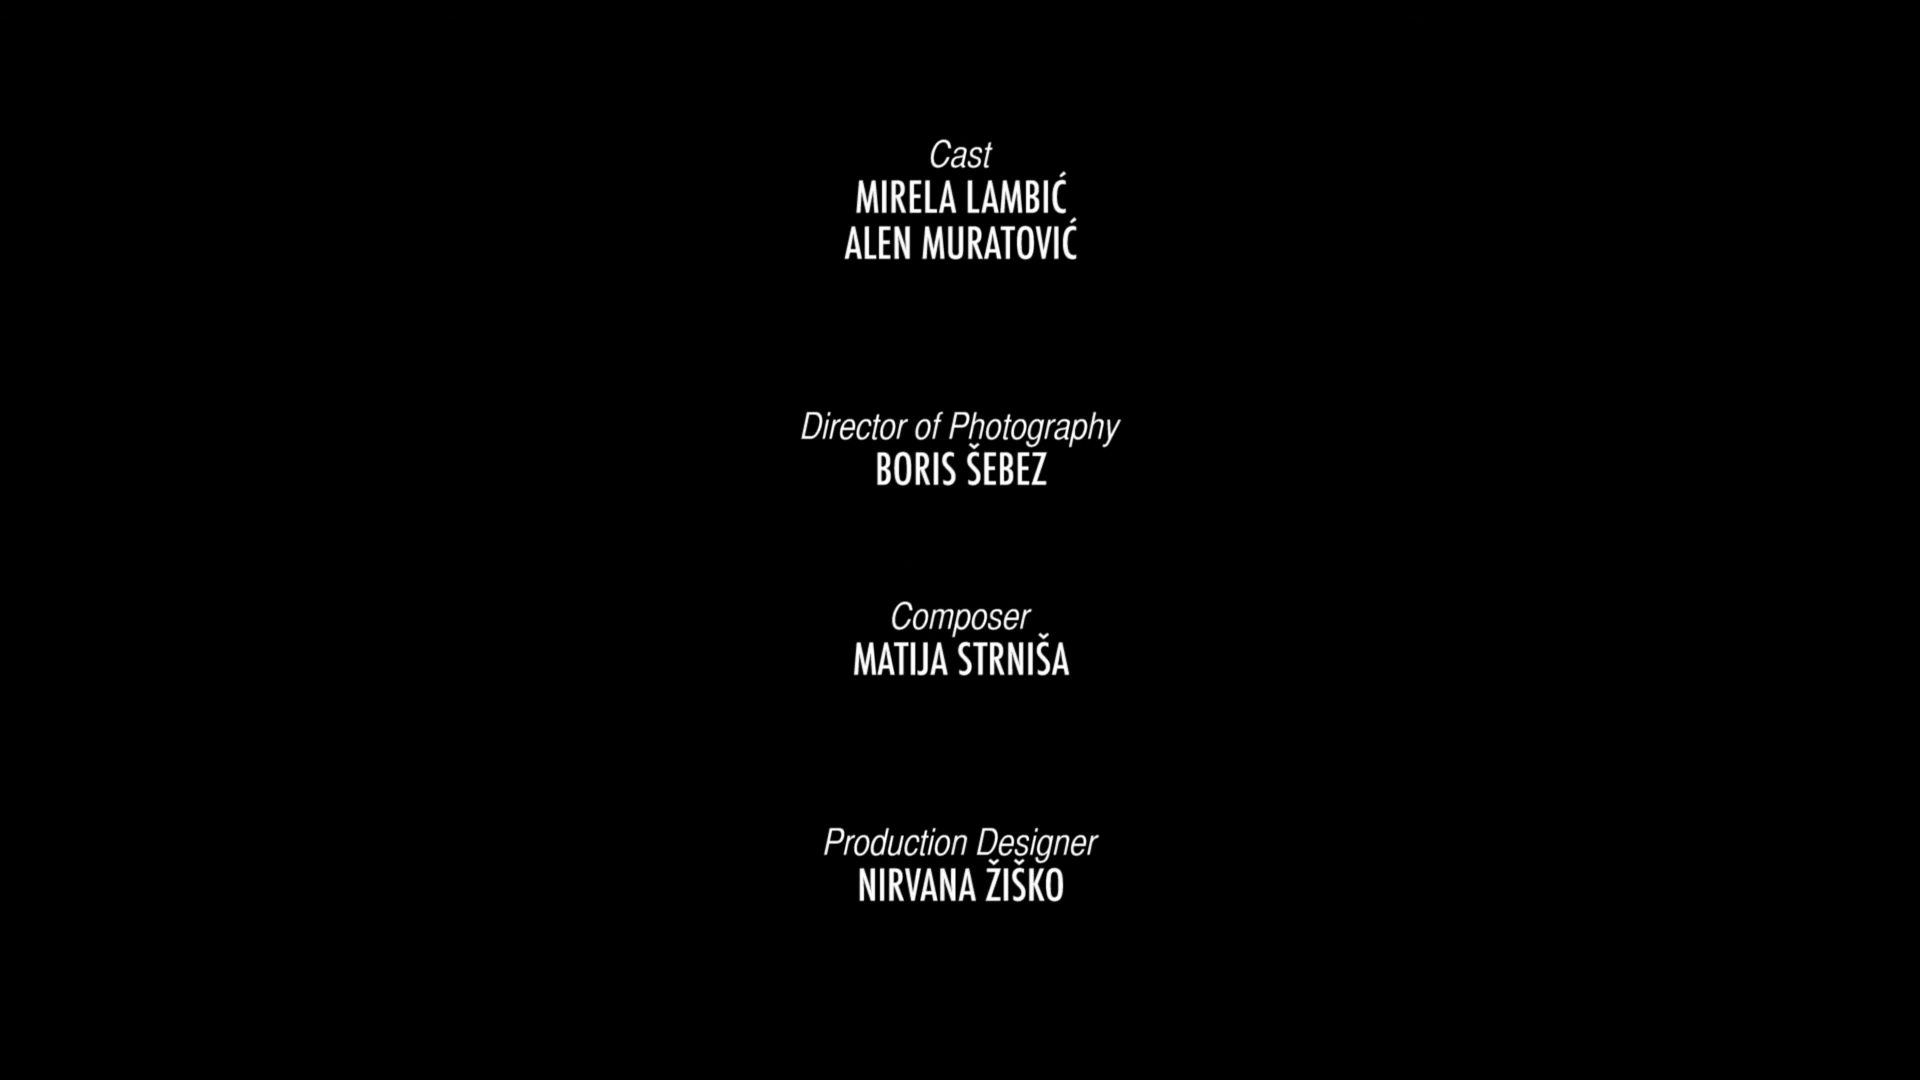 Cast
MIRELA LAMBIĆ
ALEN MURATOVIĆ
Director of Photography
BORIS ŠEBEZ
Composer
MATIJA STRNIŠA
Production Designer
NIRVANA ŽIŠKO